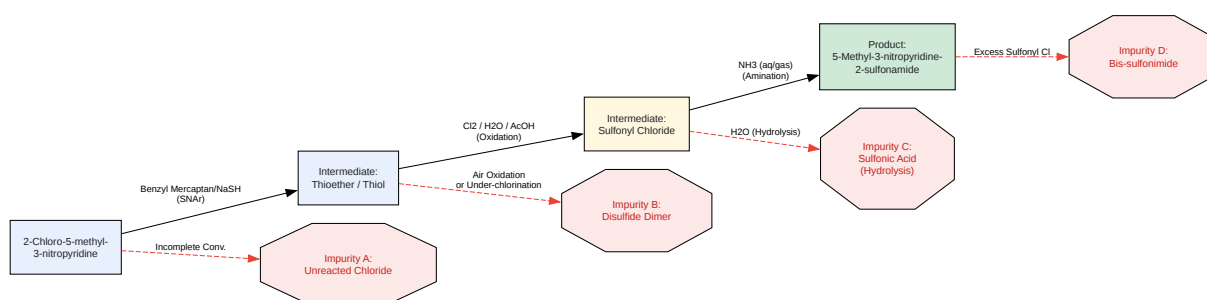 Product:
5-Methyl-3-nitropyridine-
2-sulfonamide
Excess Sulfonyl Cl
Impurity D:
Bis-sulfonimide
NH3 (aq/gas)
(Amination)
Intermediate:
Sulfonyl Chloride
H2O (Hydrolysis)
Impurity C:
Sulfonic Acid
(Hydrolysis)
Cl2 / H2O / AcOH
(Oxidation)
Intermediate:
Thioether / Thiol
Air Oxidation
or Under-chlorination
Impurity B:
Disulfide Dimer
Benzyl Mercaptan/NaSH
(SNAr)
2-Chloro-5-methyl-
3-nitropyridine
Incomplete Conv.
Impurity A:
Unreacted Chloride